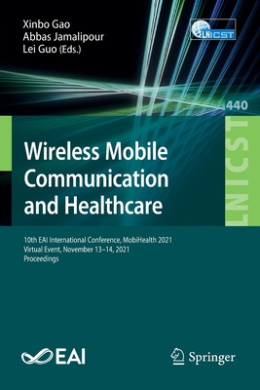 Xinbo Gao
Abbas Jamalipour
Lei Guo (Eds.)
LNICST
440
LNICST
Wireless Mobile
Communication
and Healthcare
10th EAI International Conference, MobiHealth 2021
Virtual Event, November 13–14, 2021
Proceedings
EAI
Springer